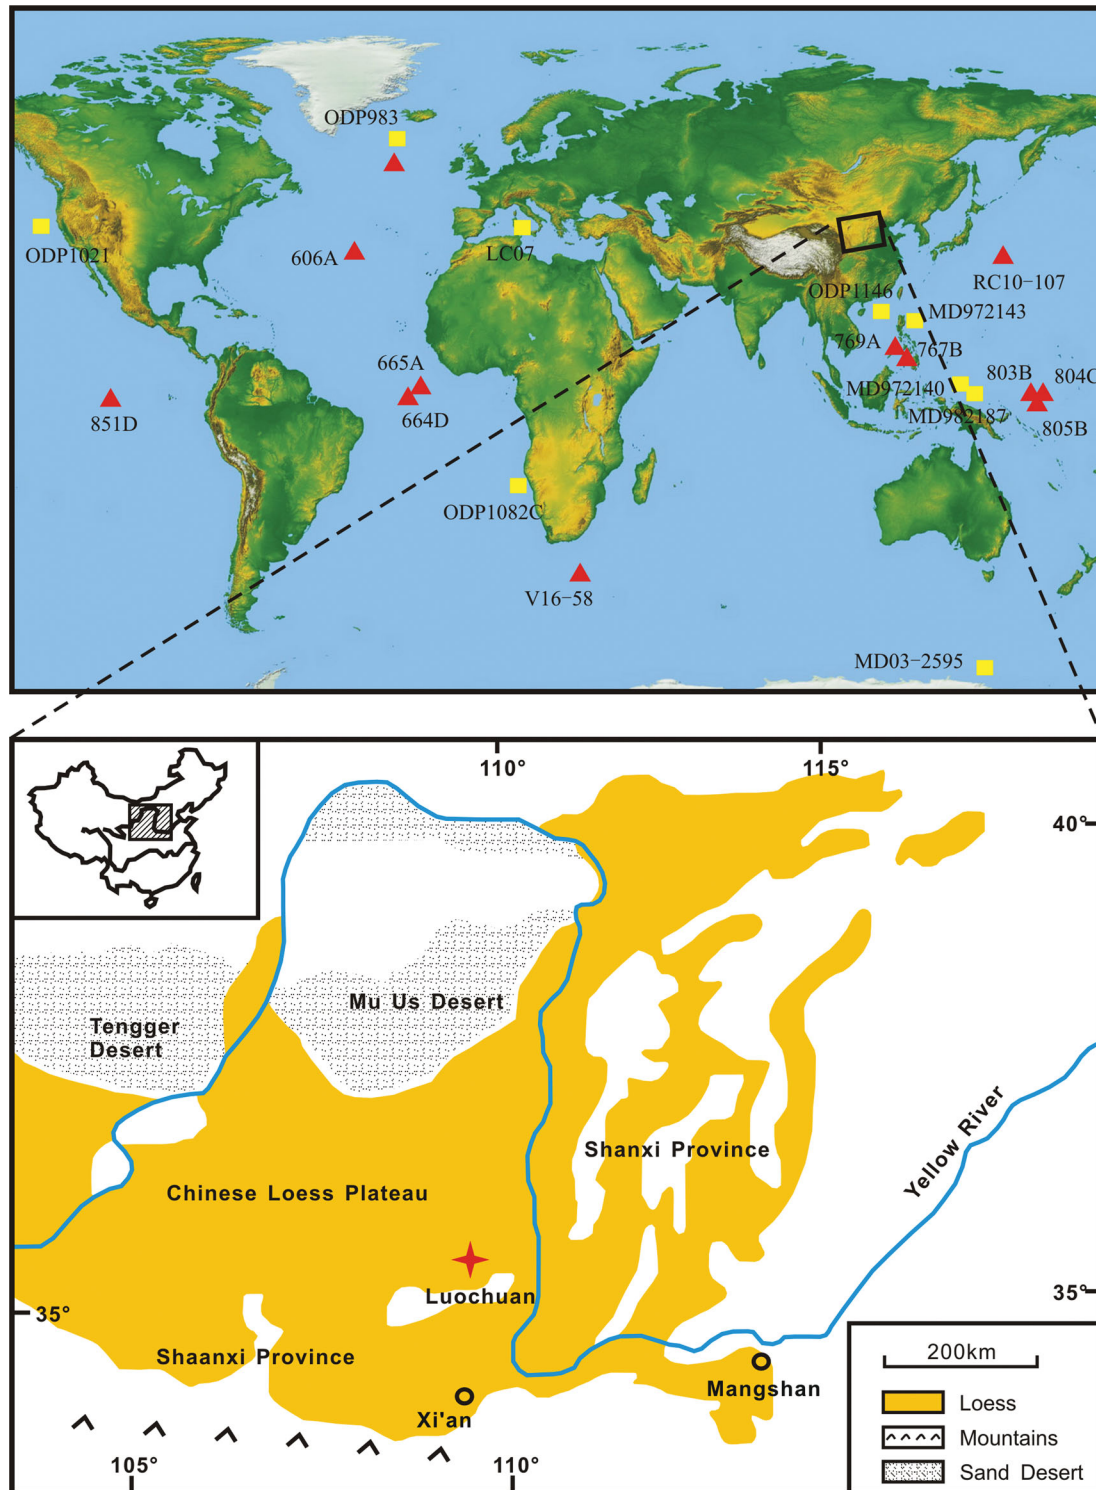 ODP983
ODP1021
606A
LC07
RC10-107
ODP1146
MD972143
769A
767B
665A
803B
804C
MD972140
851D
664D
MD982187
805B
ODP1082C
V16-58
MD03-2595
110°
115°
40°
Mu Us Desert
Tengger
Desert
Yellow River
Shanxi Province
Chinese Loess Plateau
Luochuan
35°
35°
Shaanxi Province
200km
Mangshan
Loess
Xi'an
Mountains
105°
110°
Sand Desert